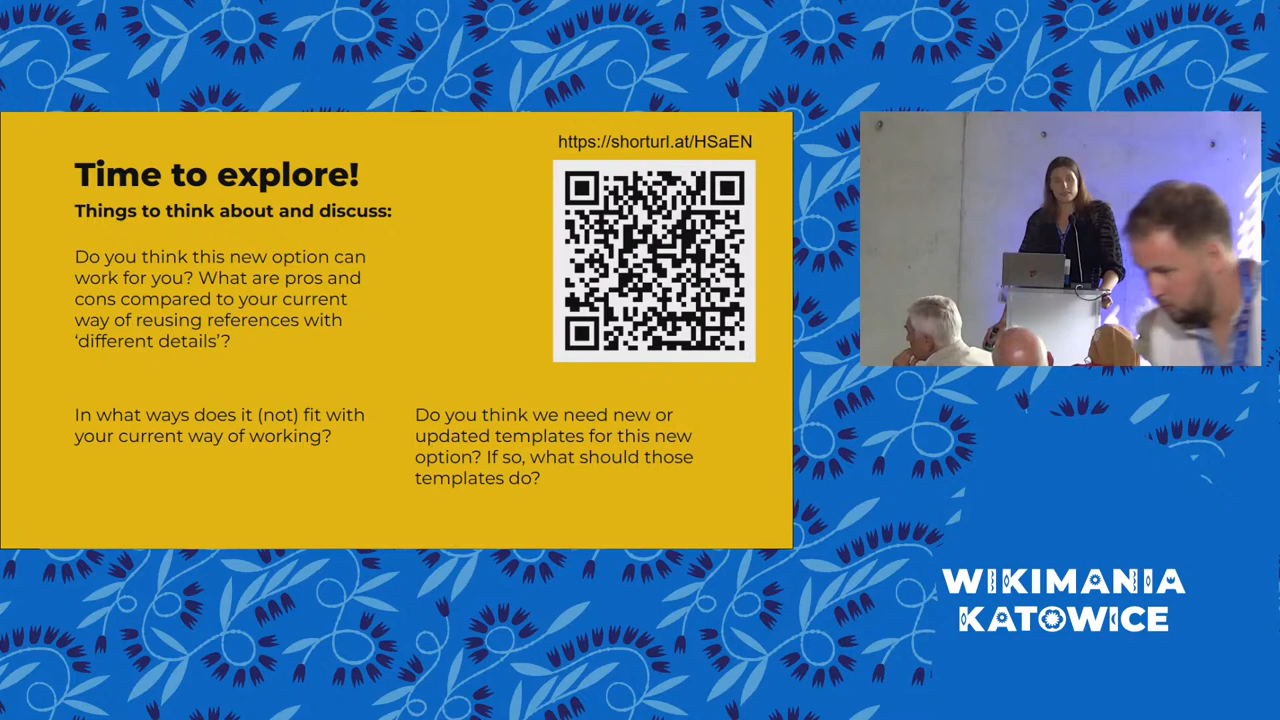 https://shorturl.at/HSaEN
Time to explore!
Things to think about and discuss:
Do you think this new option can
work for you? What are pros and
cons compared to your current
way of reusing references with
‘different details’?
In what ways does it (not) fit with
your current way of working?
Do you think we need new or
updated templates for this new
option? If so, what should those
templates do?
WIKIMANIA
KATOWICE